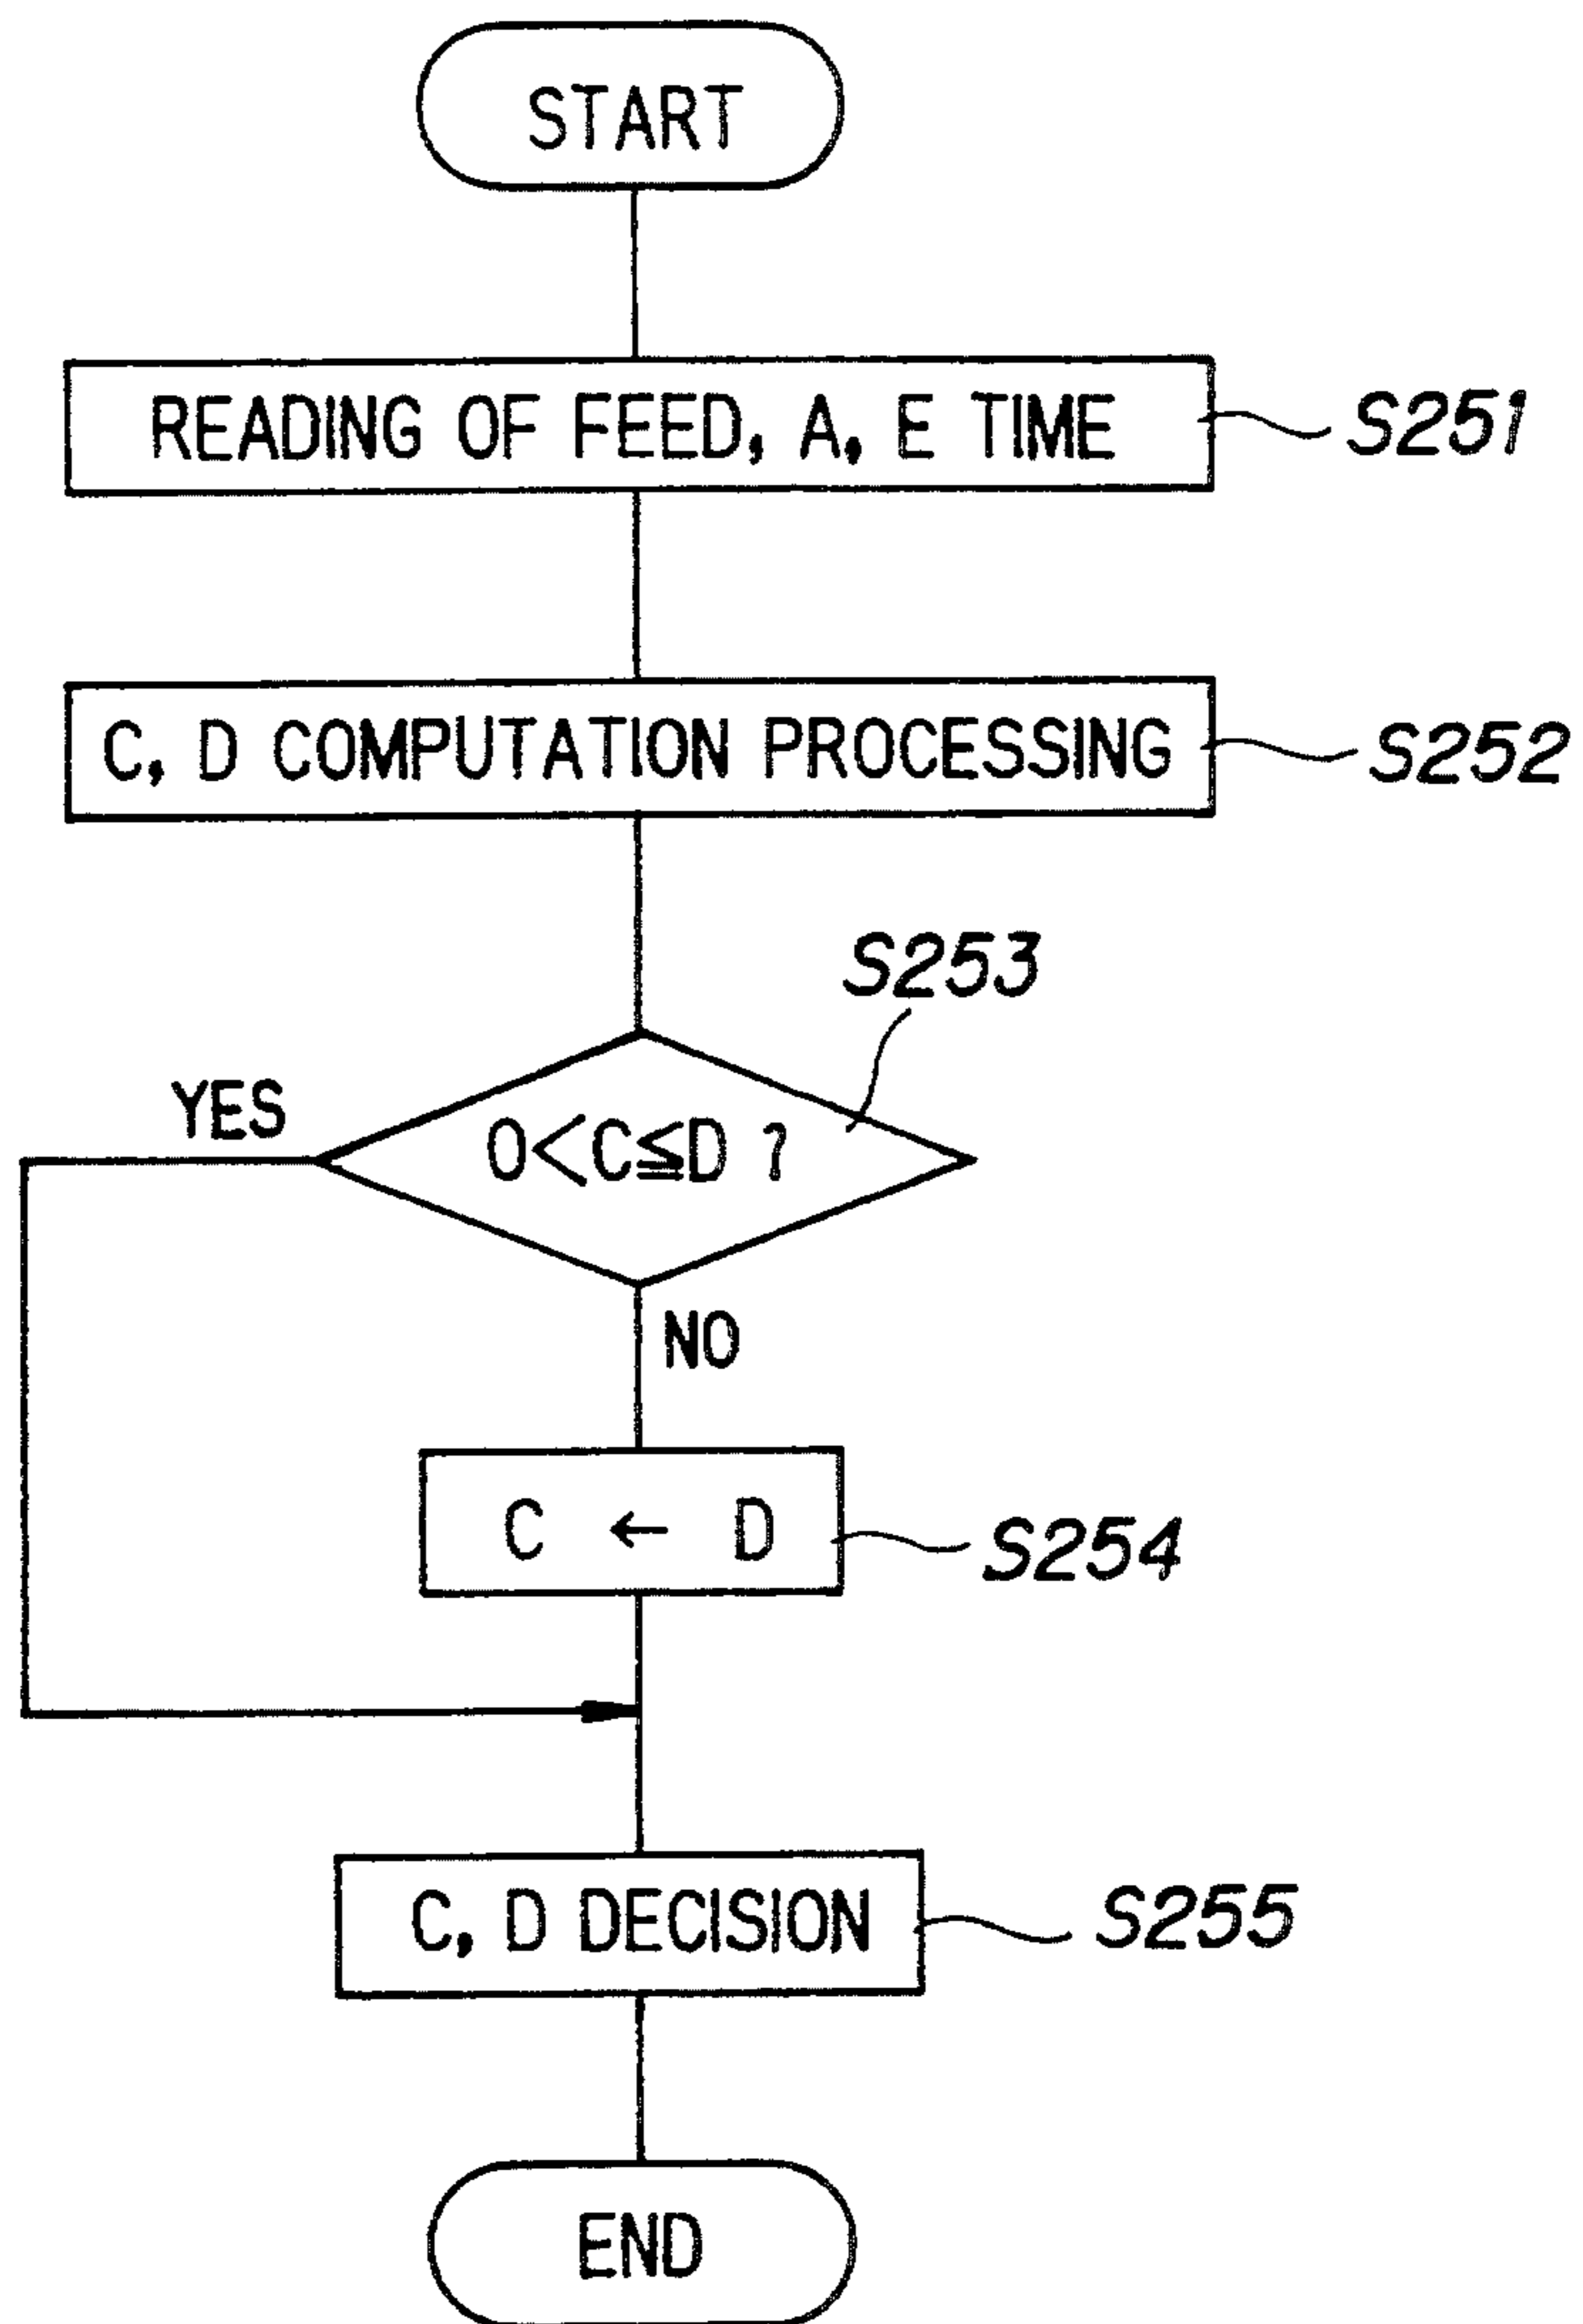 START
READING OF FEED, A, E TIME
S251
C, D COMPUTATION PROCESSING
S252
S253
YES
0<C≦D ?
NO
C ← D
S254
C, D DECISION
S255
END